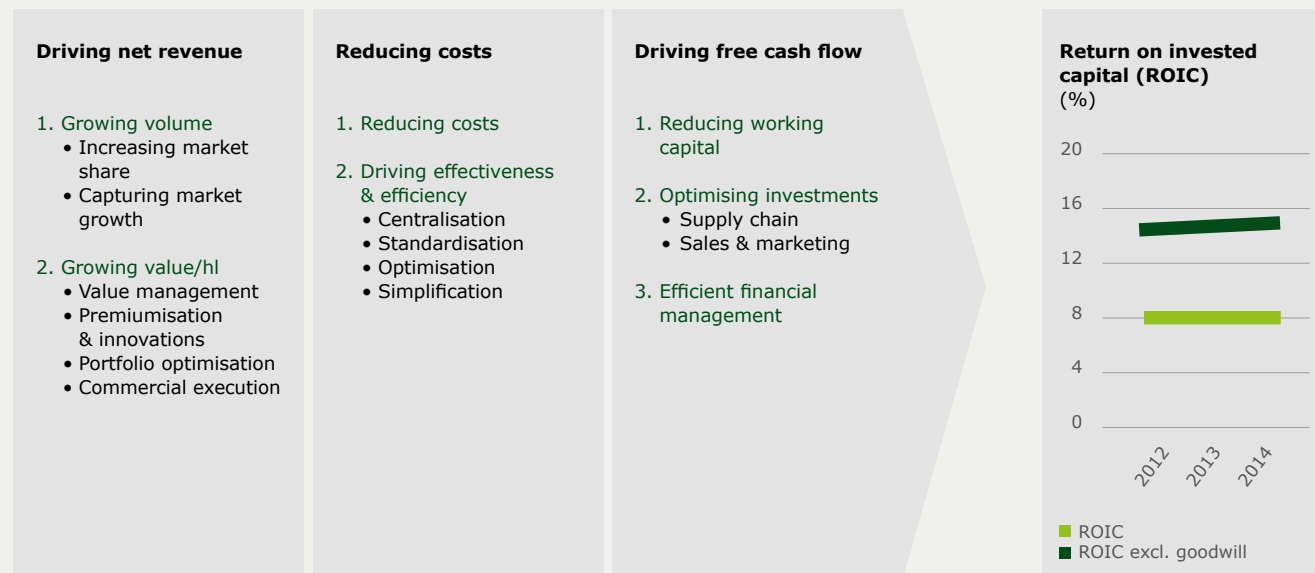 Driving net revenue
1. Growing volume
• Increasing market
share
• Capturing market
growth
2. Growing value/hl
• Value management
• Premiumisation
& innovations
• Portfolio optimisation
• Commercial execution
Reducing costs
1. Reducing costs
2. Driving effectiveness
& efficiency
• Centralisation
• Standardisation
• Optimisation
• Simplification
Driving free cash flow
1. Reducing working
capital
2. Optimising investments
• Supply chain
• Sales & marketing
3. Efficient financial
management
Return on invested
capital (ROIC)
(%)
20
16
12
8
4
0
2012
2013
2014
ROIC
ROIC excl. goodwill